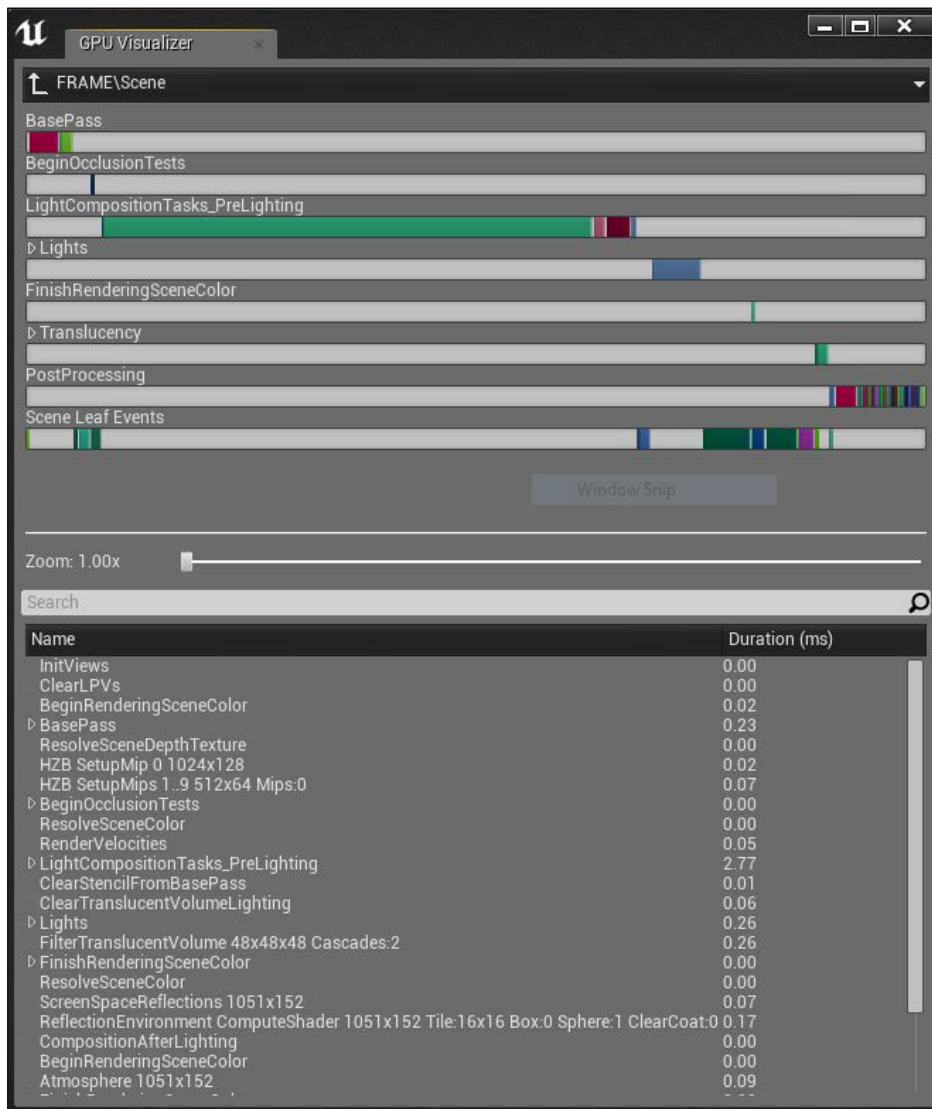 GPU Visualizer
FRAME\Scene
BasePass
BeginOcclusionTests
LightCompositionTasks_PreLighting
Lights
FinishRenderingSceneColor
Translucency
PostProcessing
Scene Leaf Events
Window Snip
Zoom: 1.00x
Search
Name Duration (ms)
InitViews 0.00
ClearLPVs 0.00
BeginRenderingSceneColor 0.02
BasePass 0.23
ResolveSceneDepthTexture 0.00
HZB SetupMip 0 1024x128 0.02
HZB SetupMips 1..9 512x64 Mips:0 0.07
BeginOcclusionTests 0.00
ResolveSceneColor 0.00
RenderVelocities 0.05
LightCompositionTasks_PreLighting 2.77
ClearStencilFromBasePass 0.01
ClearTranslucentVolumeLighting 0.06
Lights 0.26
FilterTranslucentVolume 48x48x48 Cascades:2 0.26
FinishRenderingSceneColor 0.00
ResolveSceneColor 0.00
ScreenSpaceReflections 1051x152 0.07
ReflectionEnvironment ComputeShader 1051x152 Tile:16x16 Box:0 Sphere:1 ClearCoat:0 0.17
CompositionAfterLighting 0.00
BeginRenderingSceneColor 0.00
Atmosphere 1051x152 0.09